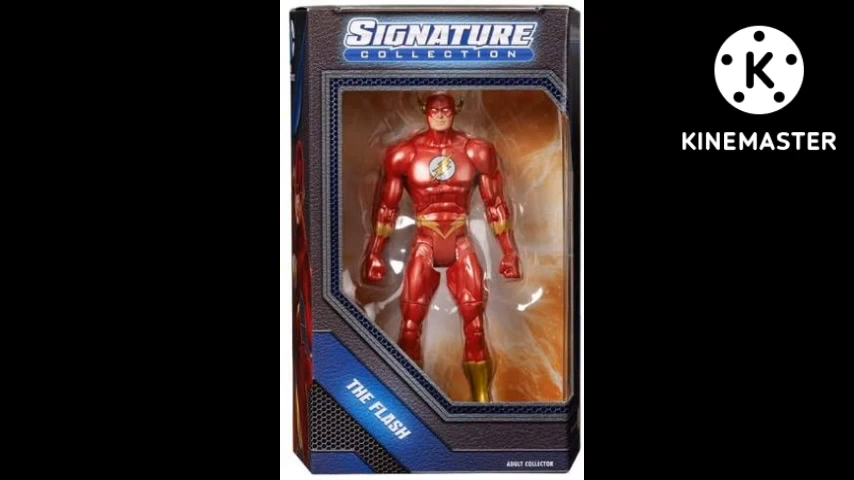 SIGNATURE
COLLECTION
K
KINEMASTER
THE FLASH
ADULT COLLECTOR